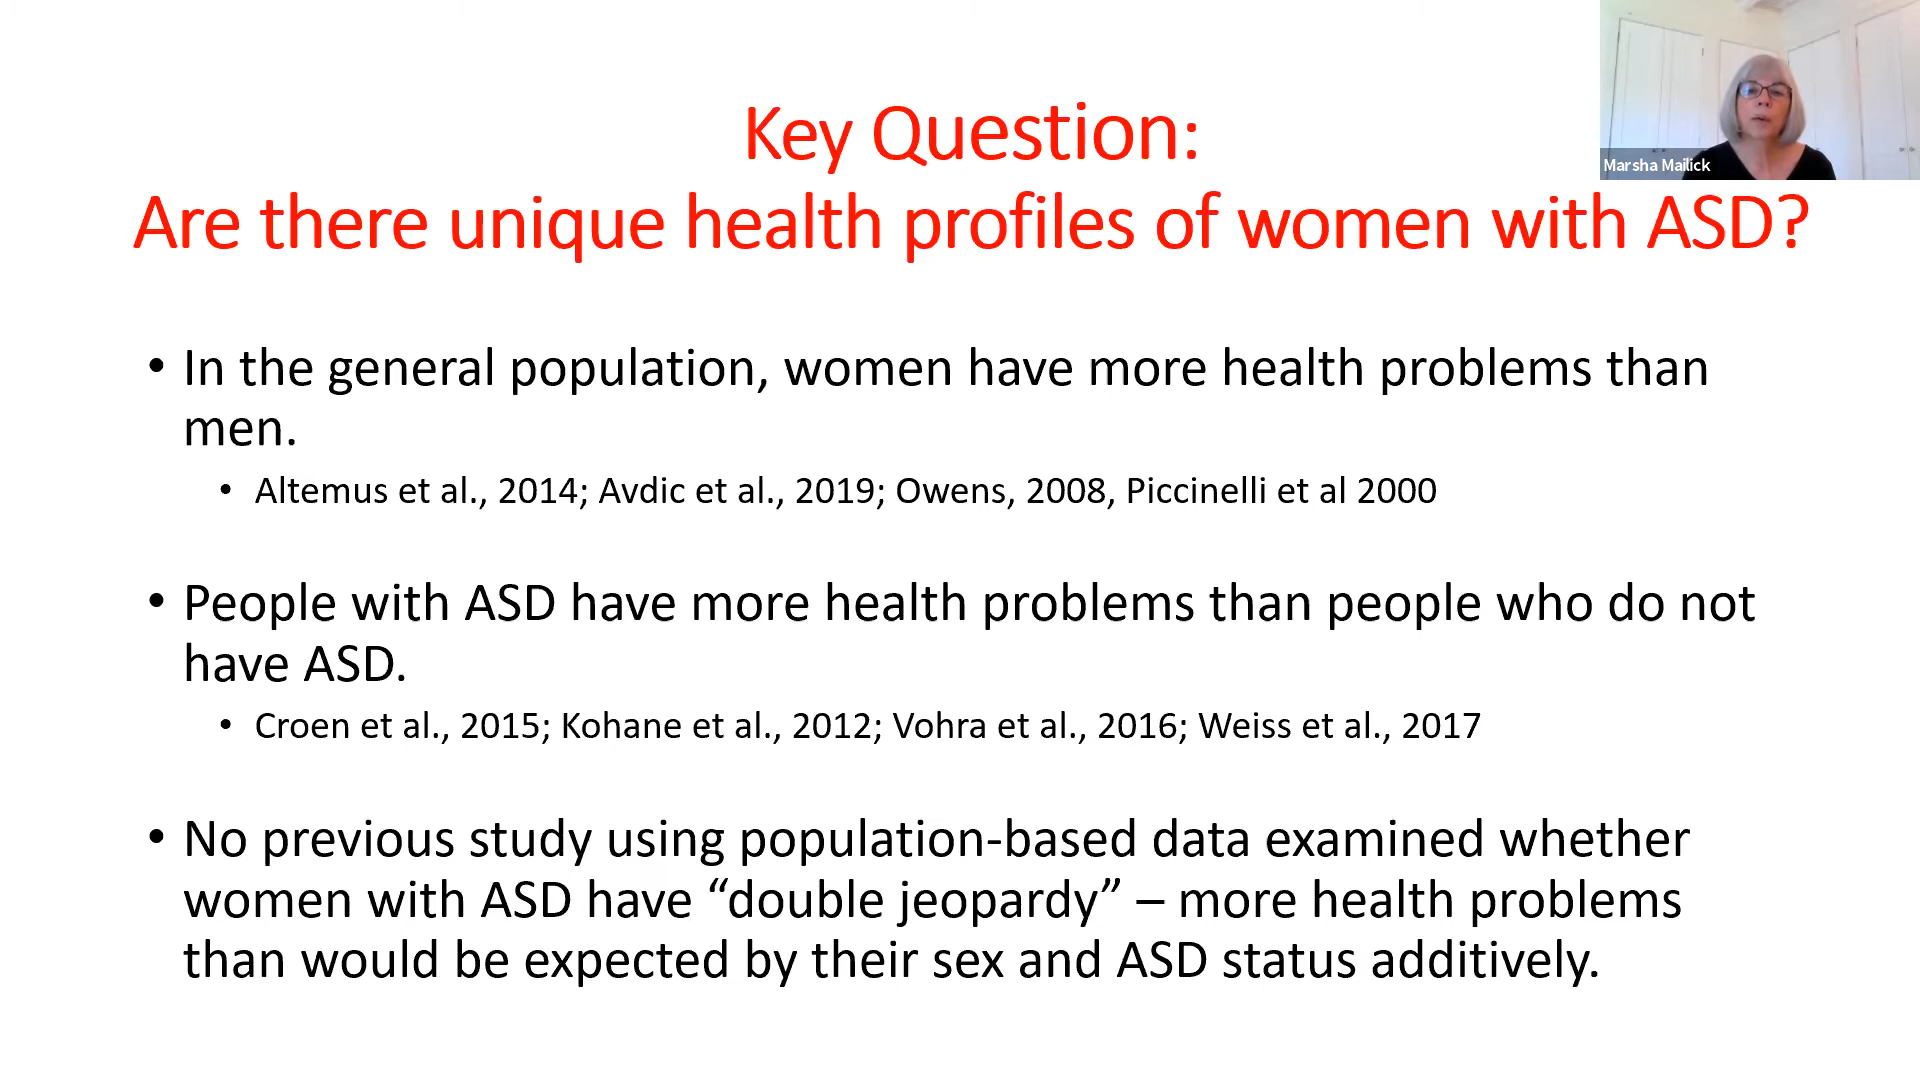 Key Question:
Are there unique health profiles of women with ASD?
Marsha Mailick
• In the general population, women have more health problems than
men.
• Altemus et al., 2014; Avdic et al., 2019; Owens, 2008, Piccinelli et al 2000
• People with ASD have more health problems than people who do not
have ASD.
• Croen et al., 2015; Kohane et al., 2012; Vohra et al., 2016; Weiss et al., 2017
• No previous study using population-based data examined whether
women with ASD have “double jeopardy” – more health problems
than would be expected by their sex and ASD status additively.